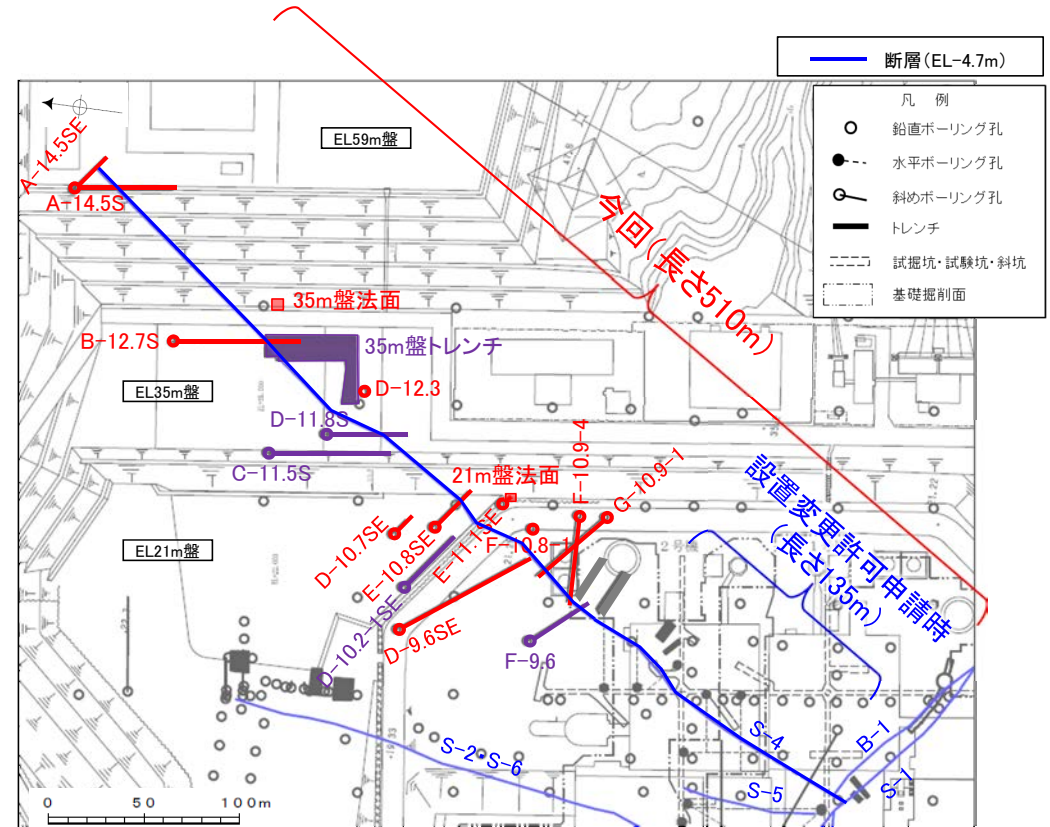 断層(EL-4.7m)
凡 例
鉛直ボーリング孔
水平ボーリング孔
斜めボーリング孔
トレンチ
試掘坑・試験坑・斜坑
基礎掘削面
EL59m盤
A-14.5SE
A-14.5S
今回(長さ510m)
35m盤法面
B-12.7S
35m盤トレンチ
EL35m盤
D-12.3
D-11.8S
C-11.5S
21m盤法面
F-10.9-4
G-10.9-1
設置変更許可申請時
(長さ135m)
EL21m盤
D-10.7SE
E-10.8SE
E-11.1SE
F-10.8-1
2号機
D-10.2-1SE
D-9.6SE
F-9.6
S-4
B-1
S-1
S-2・S-6
S-5
0 50 100m